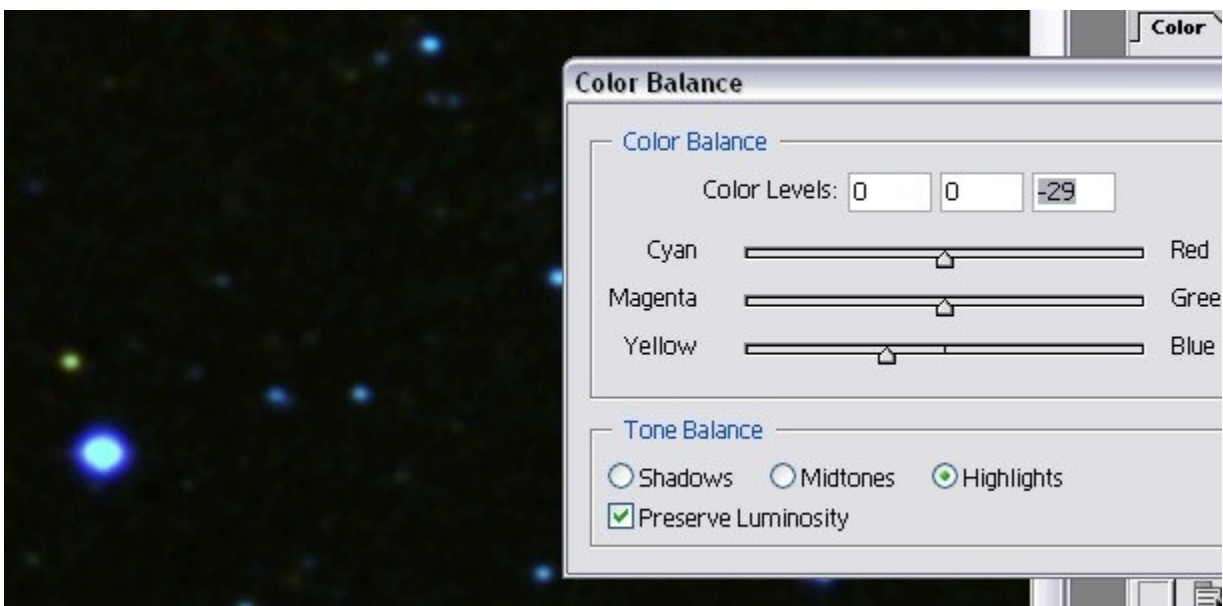 Color
Color Balance
Color Balance
Color Levels: 0 0 -29
Cyan Red
Magenta Gree
Yellow Blue
Tone Balance
Shadows Midtones Highlights
Preserve Luminosity